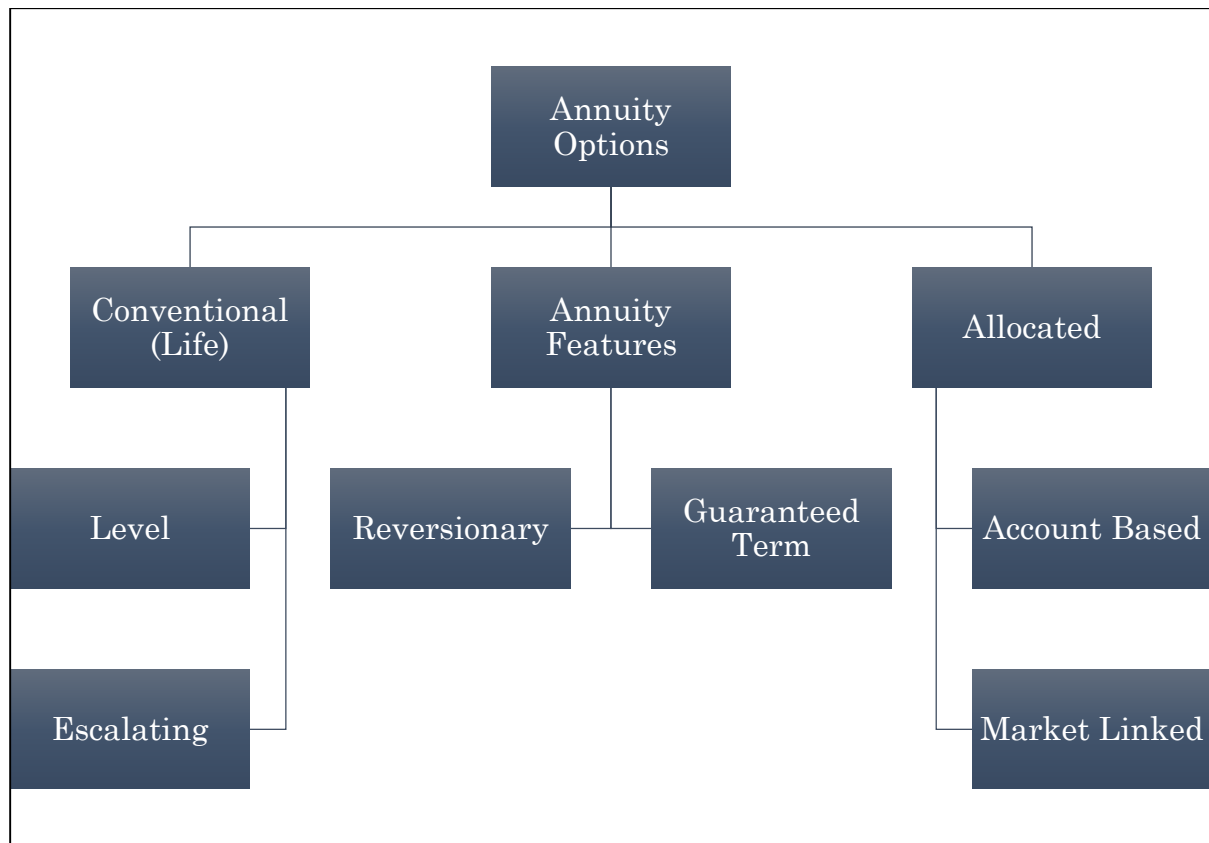 Annuity
Options
Conventional
(Life)
Annuity
Features
Allocated
Level
Reversionary
Guaranteed
Term
Account Based
Escalating
Market Linked